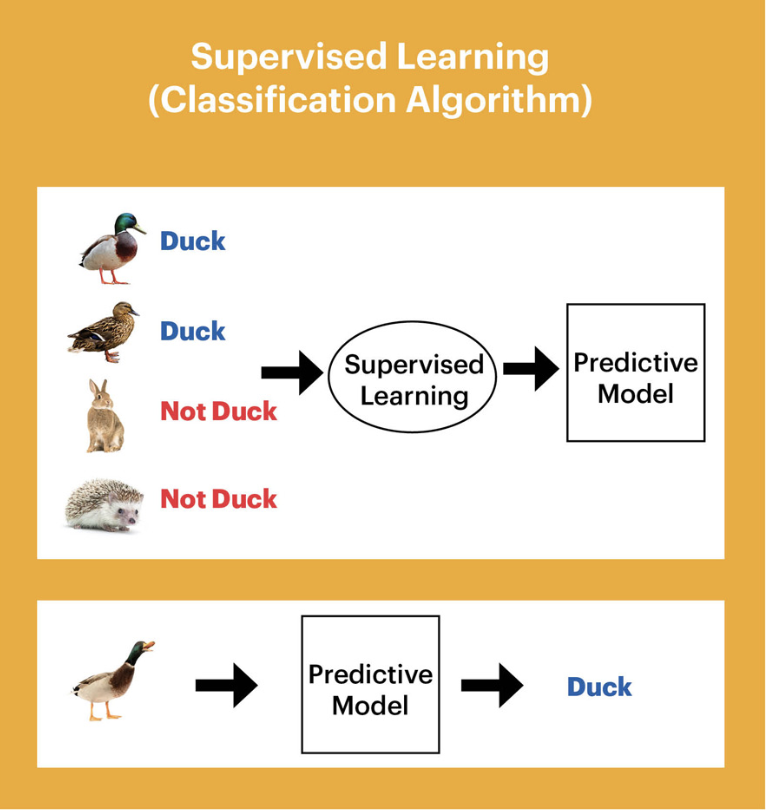 Supervised Learning
(Classification Algorithm)
Duck
Duck
Not Duck
Not Duck
Supervised
Learning
Predictive
Model
Predictive
Model
Duck